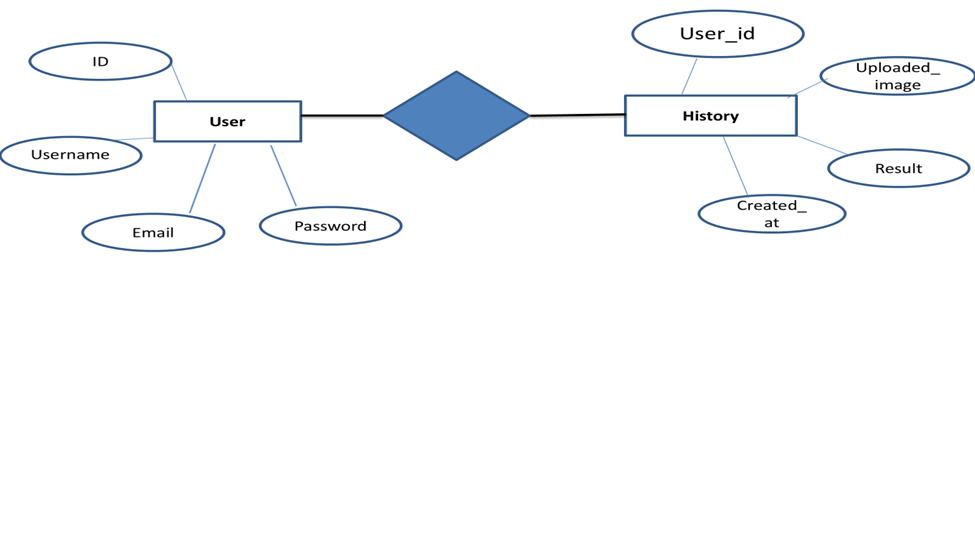 User_id
ID
Uploaded_
image
User
History
Username
Result
Email
Password
Created_
at